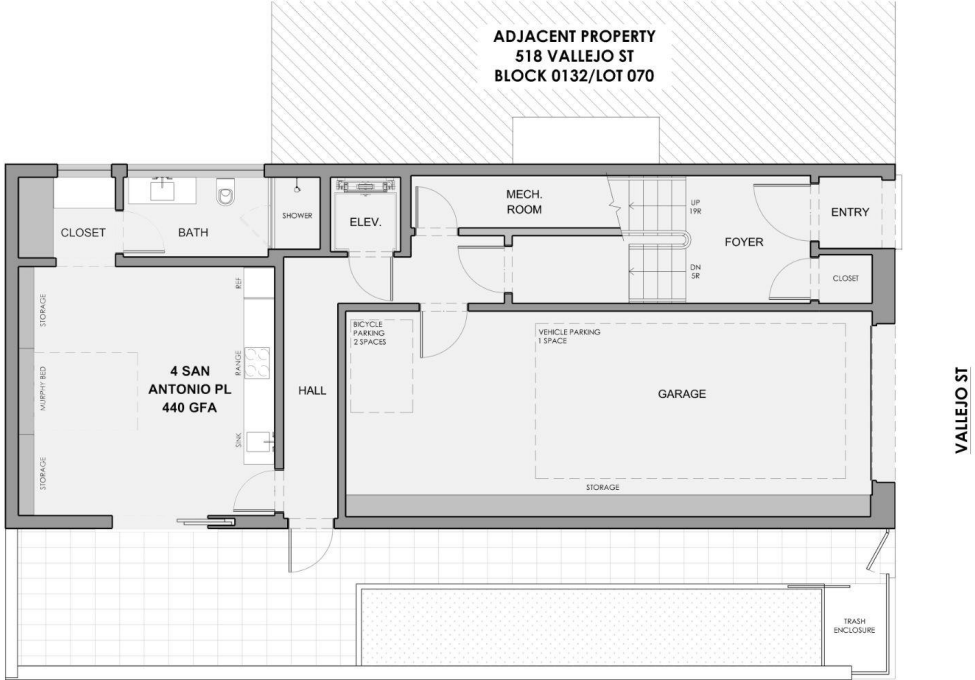 ADJACENT PROPERTY
518 VALLEJO ST
BLOCK 0132/LOT 070
CLOSET
BATH
SHOWER
ELEV.
MECH.
ROOM
UP
19R
FOYER
ENTRY
DN
5R
CLOSET
STORAGE
MURPHY BED
STORAGE
4 SAN
ANTONIO PL
440 GFA
REF
RANGE
SINK
HALL
BICYCLE
PARKING
2 SPACES
VEHICLE PARKING
1 SPACE
GARAGE
STORAGE
VALLEJO ST
TRASH
ENCLOSURE